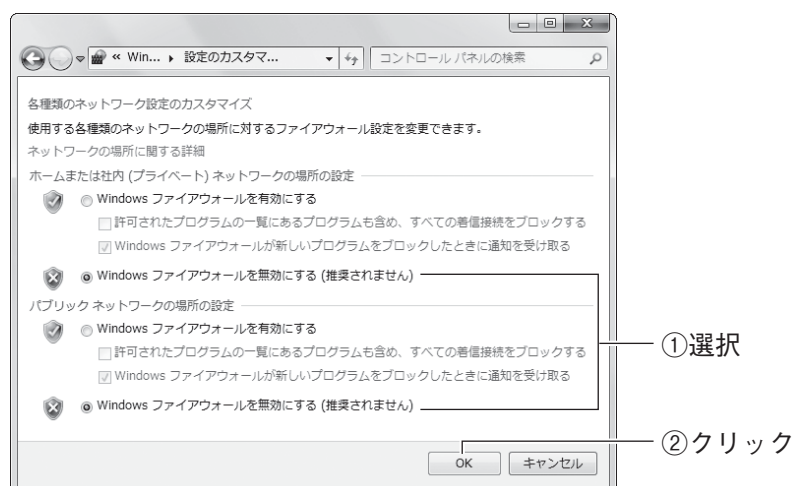 « Win... 設定のカスタマ...
コントロール パネルの検索
各種類のネットワーク設定のカスタマイズ
使用する各種類のネットワークの場所に対するファイアウォール設定を変更できます。
ネットワークの場所に関する詳細
ホームまたは社内 (プライベート) ネットワークの場所の設定
Windows ファイアウォールを有効にする
許可されたプログラムの一覧にあるプログラムも含め、すべての着信接続をブロックする
Windows ファイアウォールが新しいプログラムをブロックしたときに通知を受け取る
Windows ファイアウォールを無効にする (推奨されません)
パブリック ネットワークの場所の設定
Windows ファイアウォールを有効にする
許可されたプログラムの一覧にあるプログラムも含め、すべての着信接続をブロックする
①選択
Windows ファイアウォールが新しいプログラムをブロックしたときに通知を受け取る
Windows ファイアウォールを無効にする (推奨されません)
②クリック
OK キャンセル